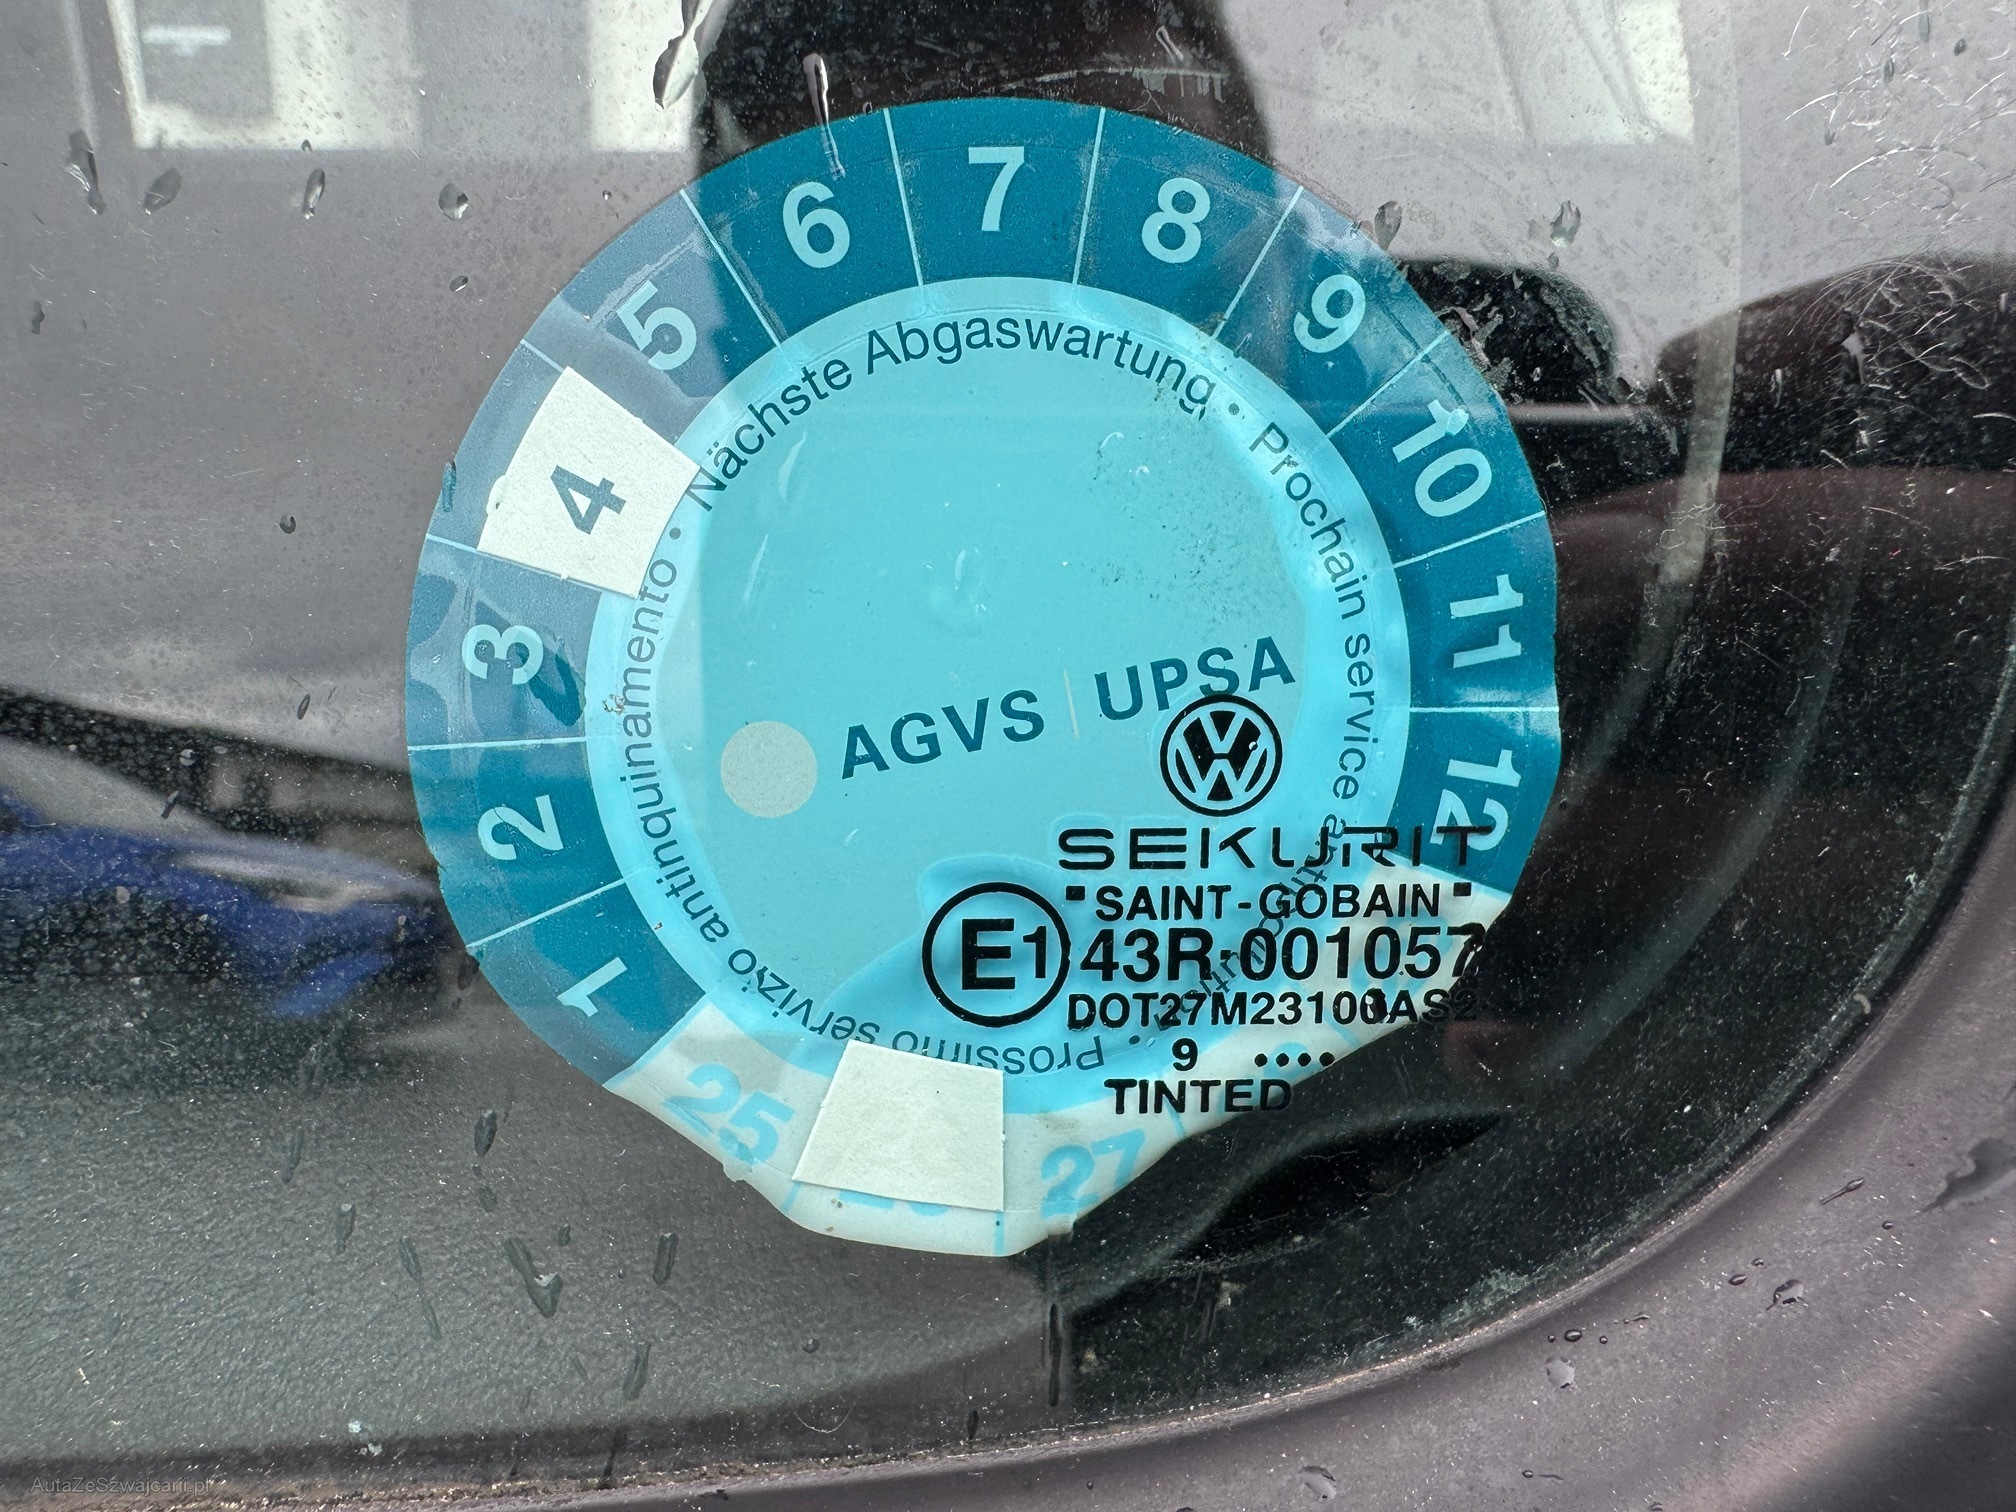 1
2
3
4
5
6
7
8
9
10
11
12
25
27
Nächste Abgaswartung • Prochain service
Prossimo servizio antinquinamento
AGVS | UPSA
SEKURIT
"SAINT-GOBAIN"
E1 43R-001057
DOT27M23100AS2
9 ....
TINTED
AutaZeSzwajcarii.pl